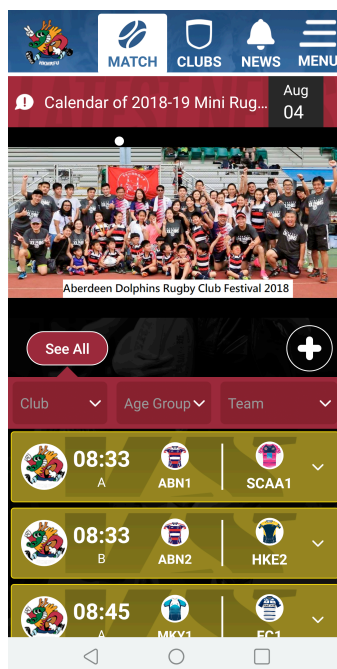 MATCH
CLUBS
NEWS
MENU
Calendar of 2018-19 Mini Rug...
Aug
04
Aberdeen Dolphins Rugby Club Festival 2018
See All
Club
Age Group
Team
08:33
A
ABN1
SCAA1
08:33
B
ABN2
HKE2
08:45
A
MKY1
FC1